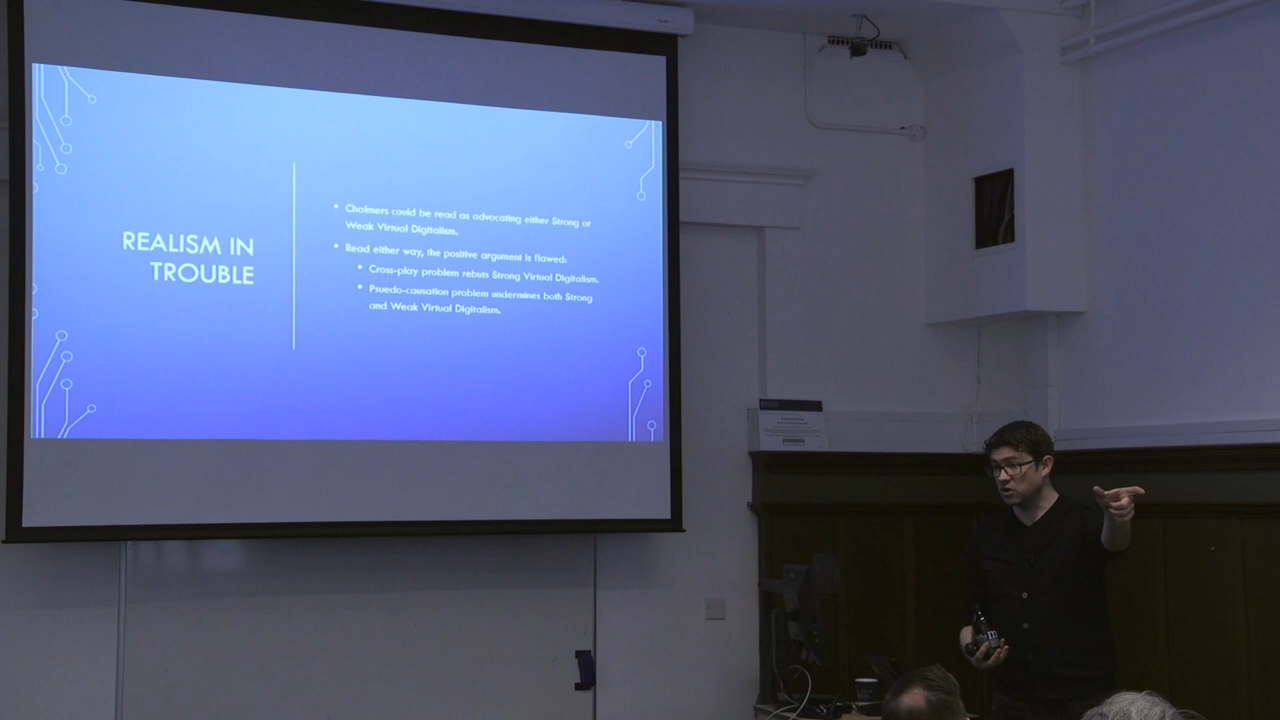 REALISM IN
TROUBLE
• Chalmers could be read as advocating either Strong or
Weak Virtual Digitalism.
• Read either way, the positive argument is flawed:
• Cross-play problem rebuts Strong Virtual Digitalism.
• Psuedo-causation problem undermines both Strong
and Weak Virtual Digitalism.